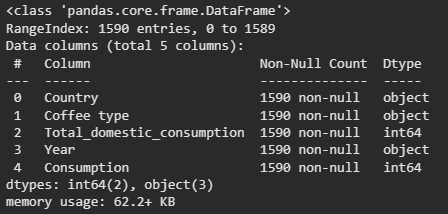 <class 'pandas.core.frame.DataFrame'>
RangeIndex: 1590 entries, 0 to 1589
Data columns (total 5 columns):
 #   Column                      Non-Null Count  Dtype
---  ------                      --------------  -----
 0   Country                     1590 non-null   object
 1   Coffee type                 1590 non-null   object
 2   Total_domestic_consumption  1590 non-null   int64
 3   Year                        1590 non-null   object
 4   Consumption                 1590 non-null   int64
dtypes: int64(2), object(3)
memory usage: 62.2+ KB